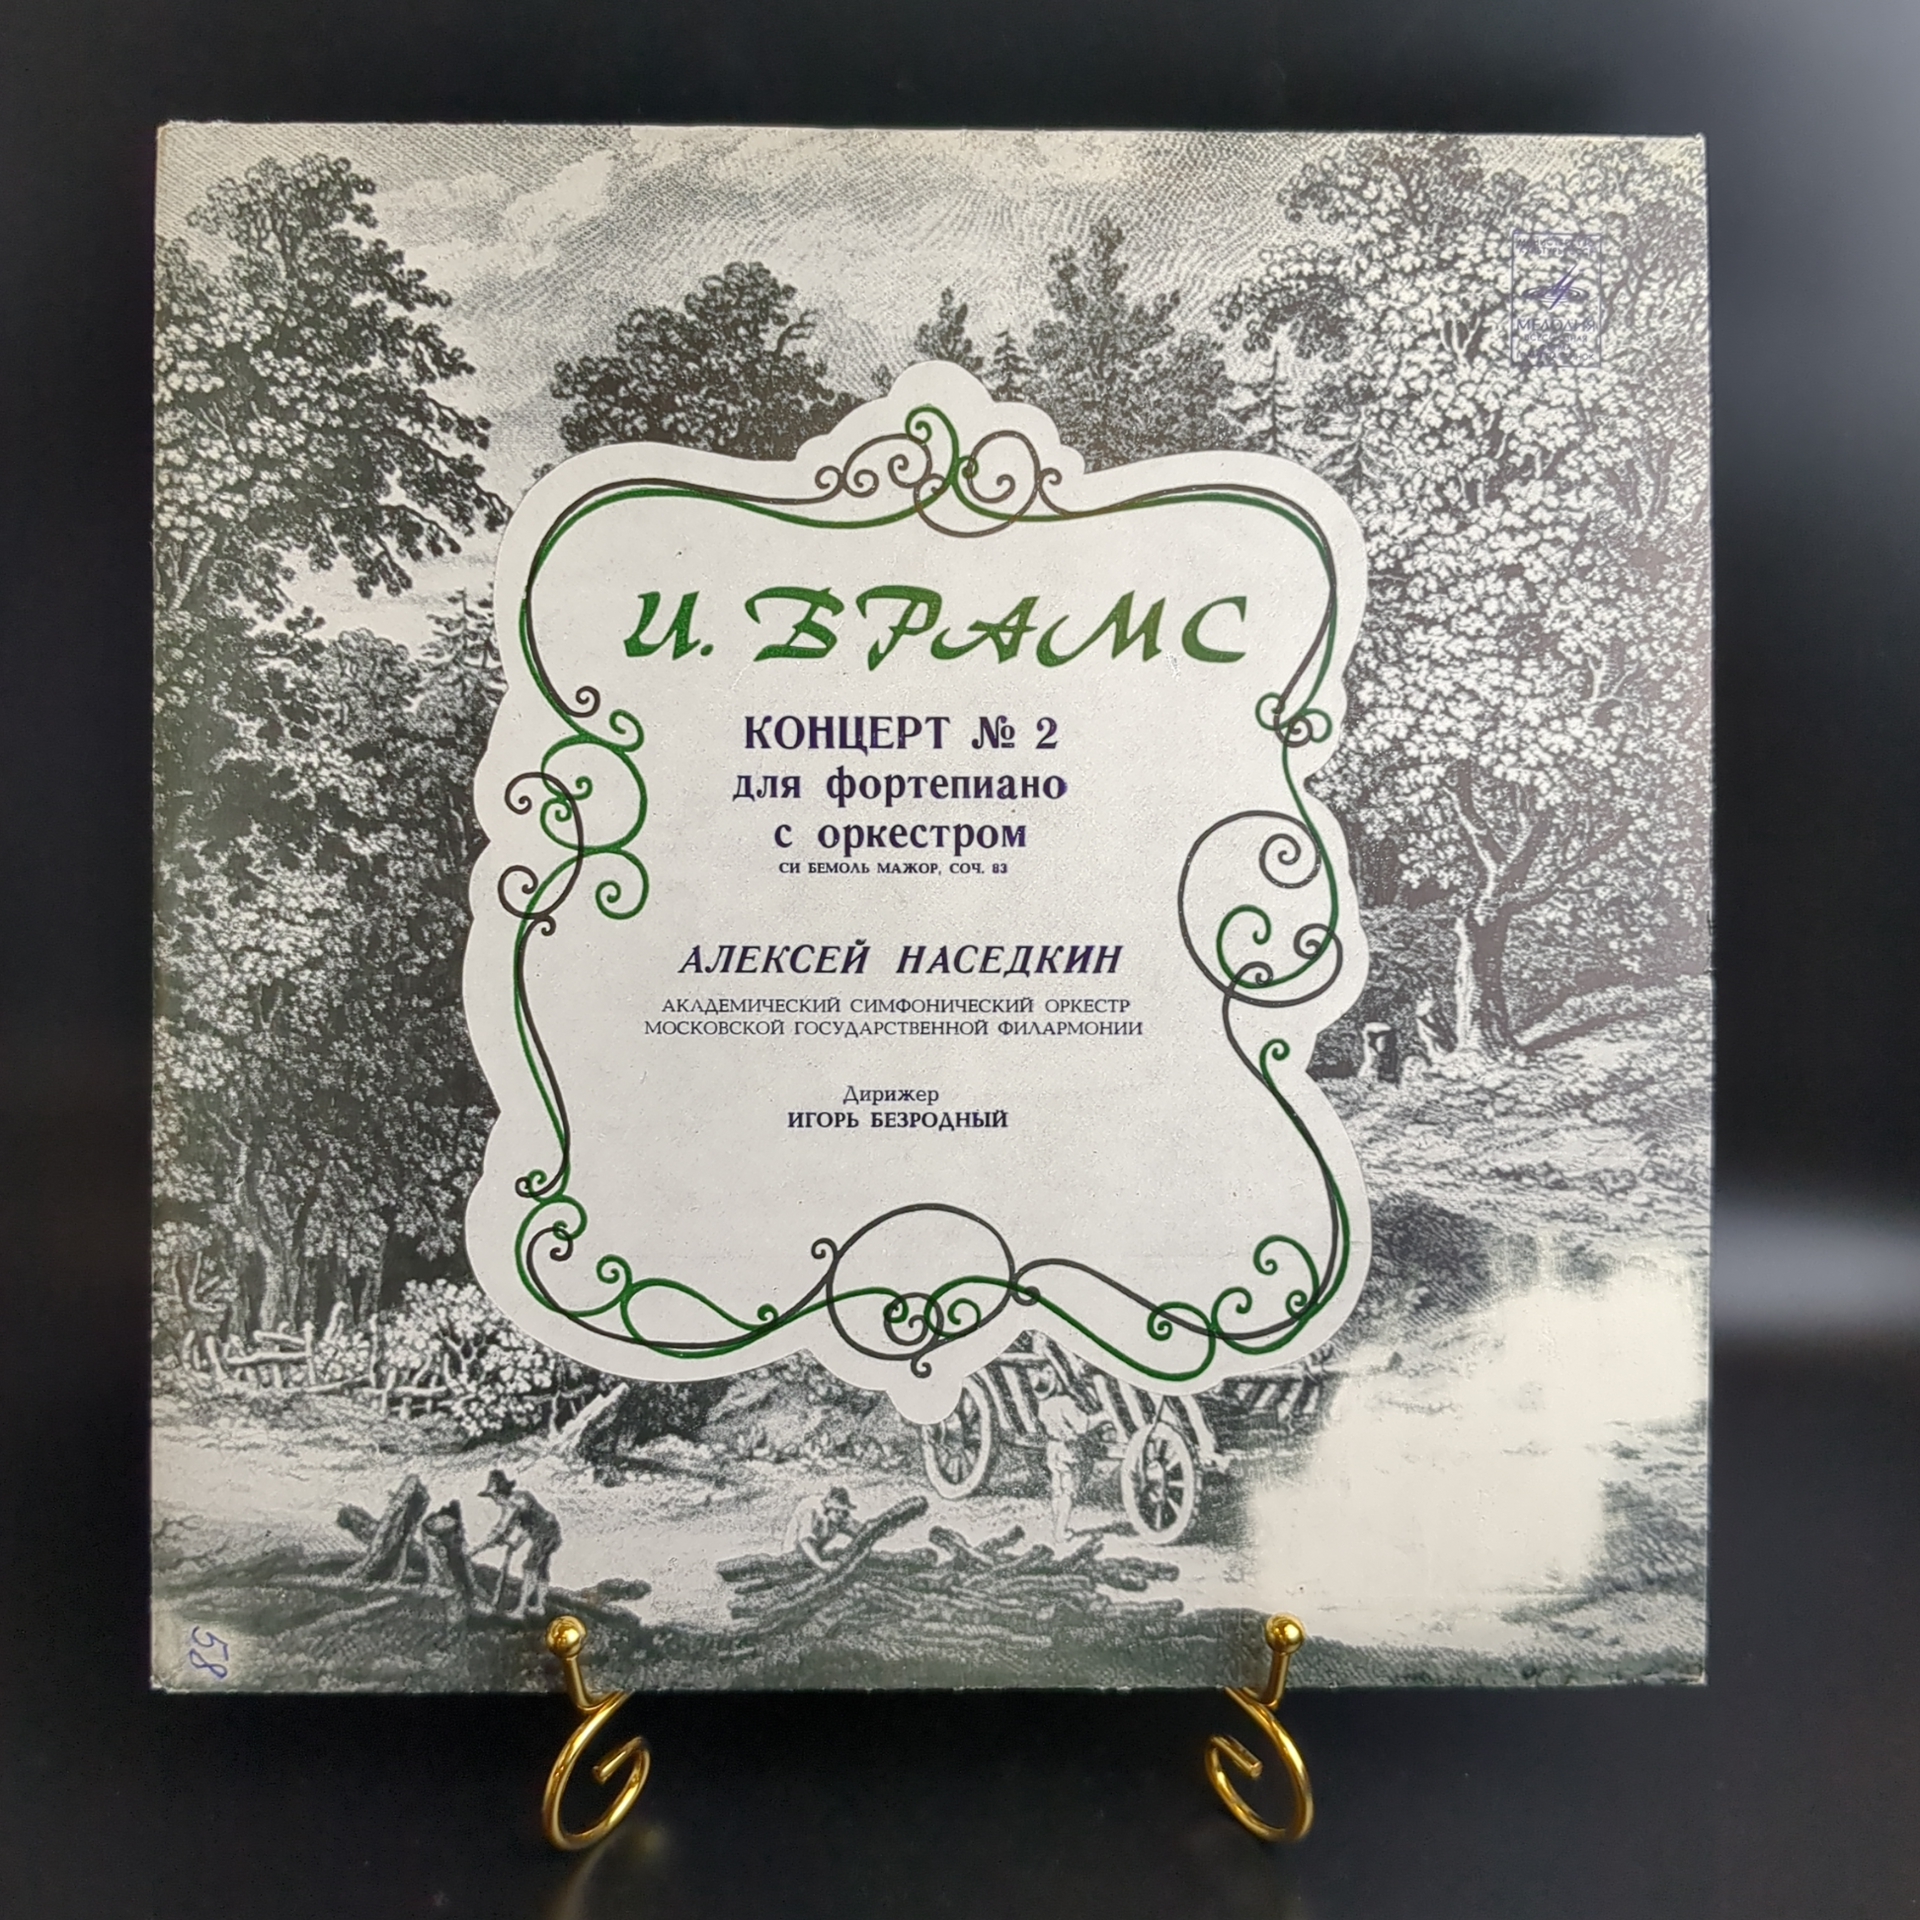 МЕЛОДИЯ
И. БРАМС
КОНЦЕРТ № 2
для фортепиано
с оркестром
СИ БЕМОЛЬ МАЖОР, СОЧ. 83
АЛЕКСЕЙ НАСЕДКИН
АКАДЕМИЧЕСКИЙ СИМФОНИЧЕСКИЙ ОРКЕСТР
МОСКОВСКОЙ ГОСУДАРСТВЕННОЙ ФИЛАРМОНИИ
Дирижер
ИГОРЬ БЕЗРОДНЫЙ
58